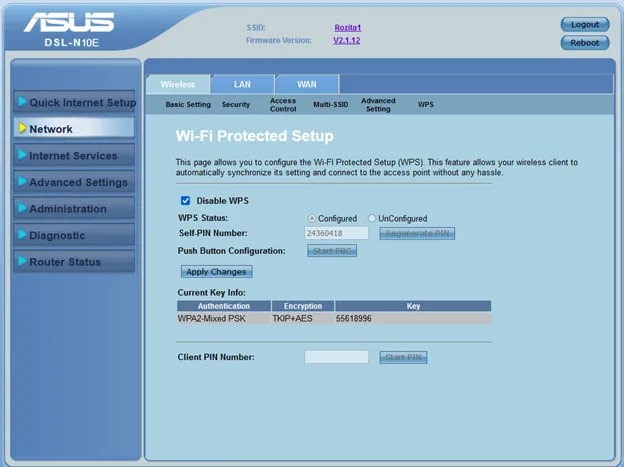 ASUS
DSL-N10E
SSID: Rozita1
Firmware Version: V2.1.12
Logout
Reboot
Quick Internet Setup
Network
Internet Services
Advanced Settings
Administration
Diagnostic
Router Status
Wireless LAN WAN
Basic Setting Security Access Control Multi-SSID Advanced Setting WPS
Wi-Fi Protected Setup
This page allows you to configure the Wi-FI Protected Setup (WPS). This feature allows your wireless client to
automatically synchronize its setting and connect to the access point without any hassle.
Disable WPS
WPS Status: Configured UnConfigured
Self-PIN Number: 24360418 Regenerate PIN
Push Button Configuration: Start PBC
Apply Changes
Current Key Info:
Authentication Encryption Key
WPA2-Mixed PSK TKIP+AES 55618996
Client PIN Number: Start PIN